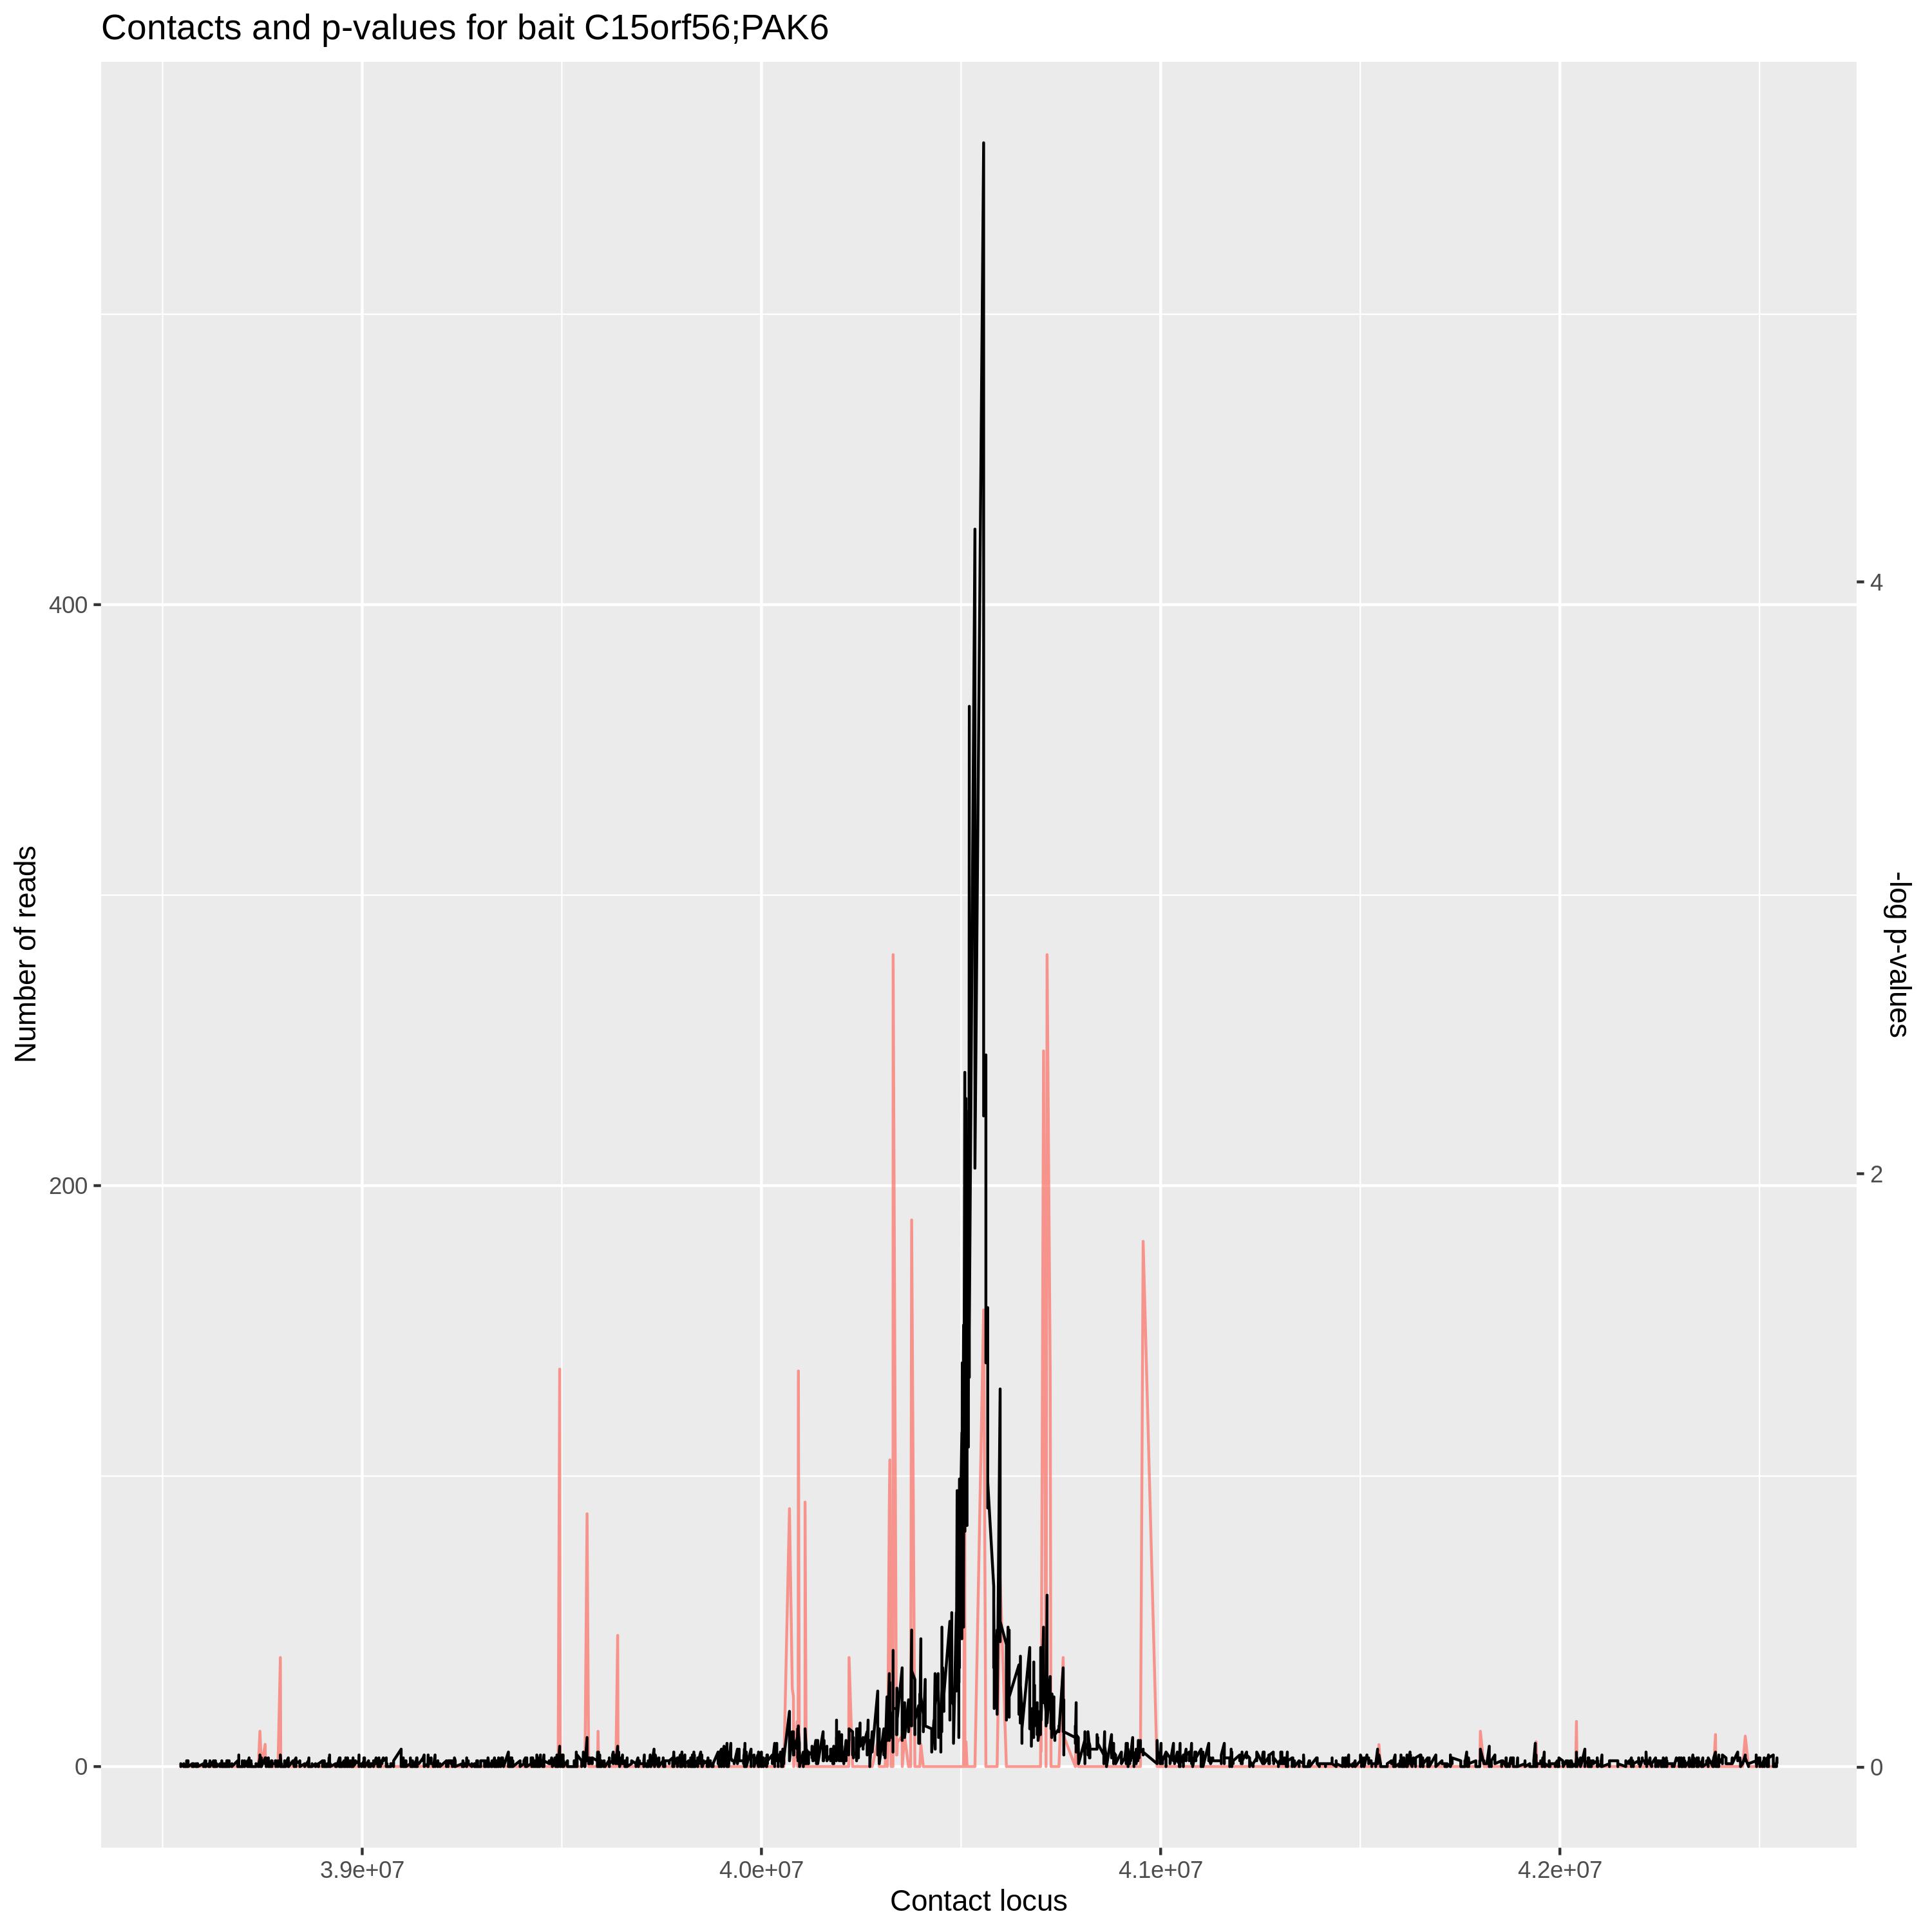 Contacts and p-values for bait C15orf56;PAK6
Number of reads
400
200
0
4
2
0
-log p-values
3.9e+07
4.0e+07
4.1e+07
4.2e+07
Contact locus